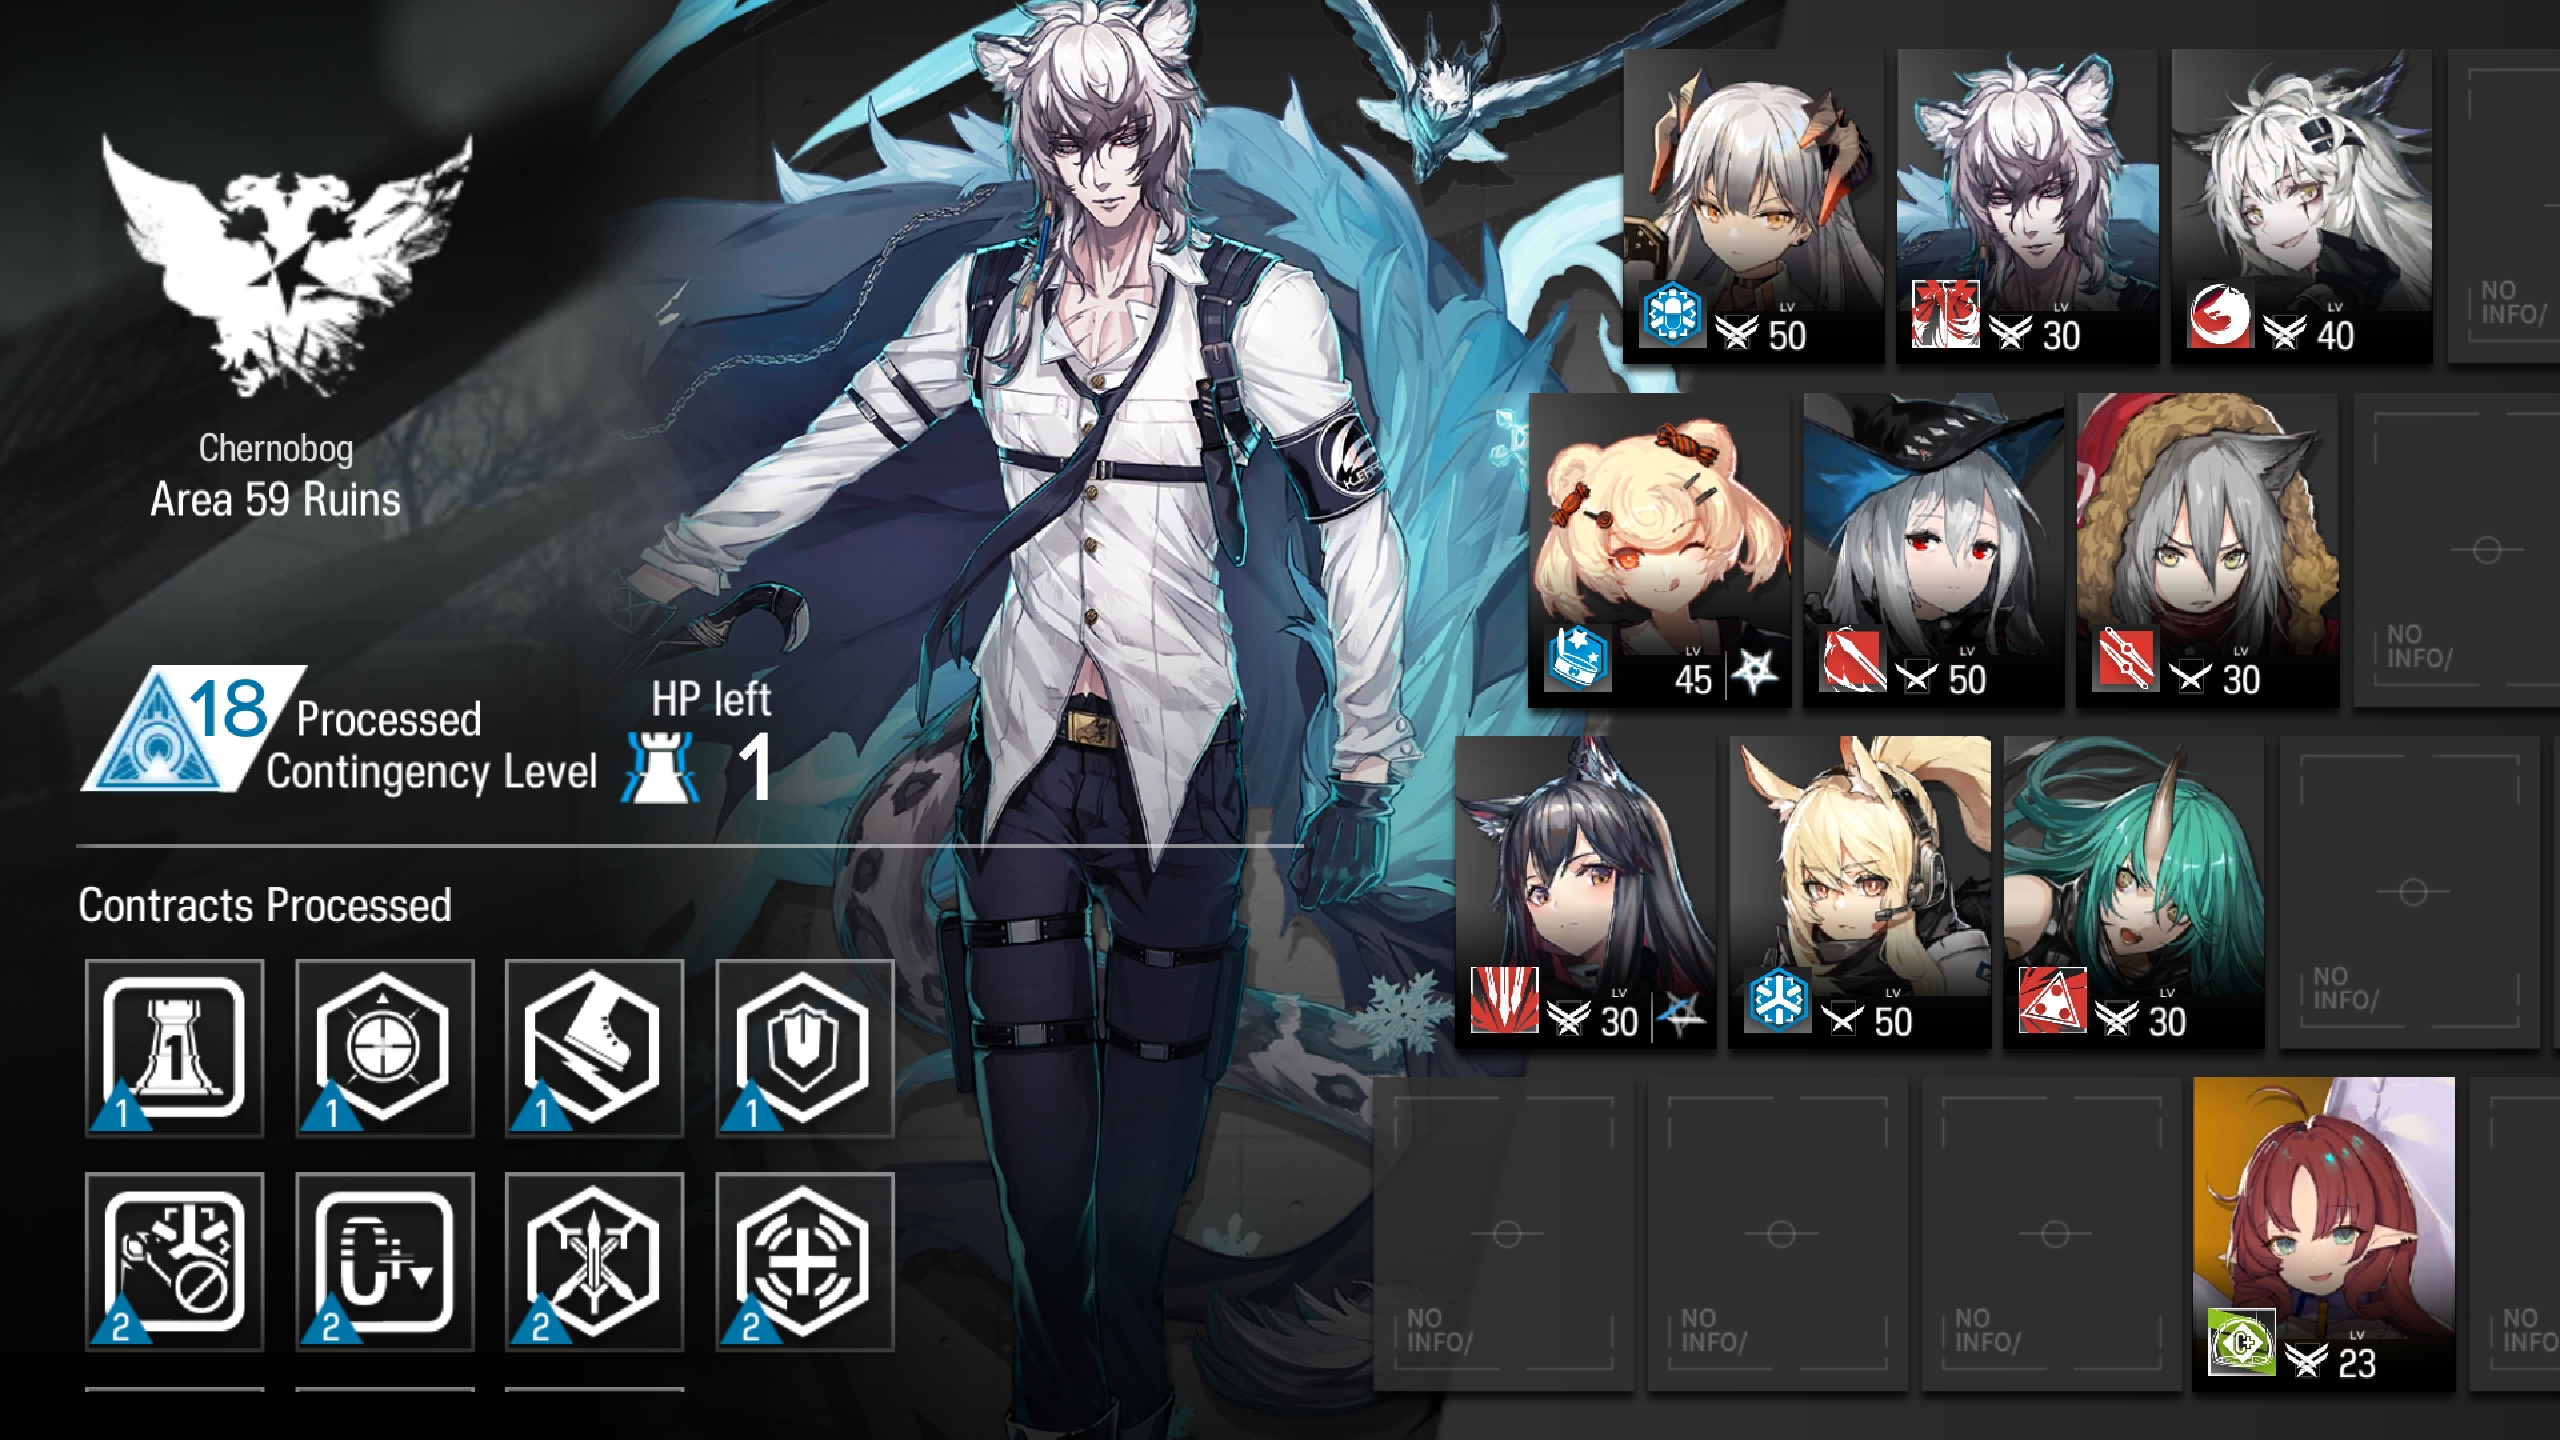 Chernobog
Area 59 Ruins
18
Processed
Contingency Level
HP left
1
Contracts Processed
1
1
1
1
1
2
2
2
2
LV
50
LV
30
LV
40
NO
INFO/
LV
45
LV
50
LV
30
NO
INFO/
LV
30
LV
50
LV
30
NO
INFO/
NO
INFO/
NO
INFO/
NO
INFO/
LV
23
NO
INFO